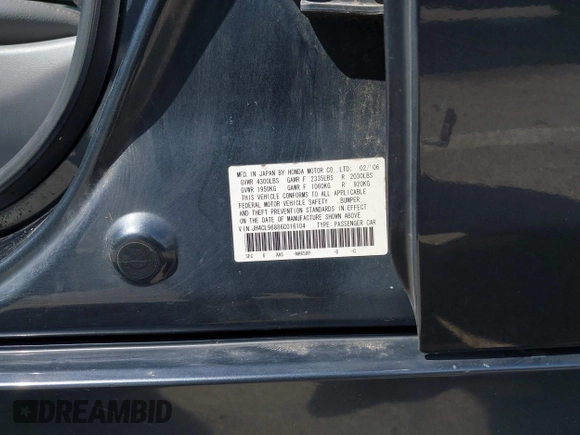 MFD. IN JAPAN BY HONDA MOTOR CO., LTD. 02/'06
GVWR 4300LBS GAWR F 2335LBS R 2030LBS
GVWR 1950KG GAWR F 1060KG R 920KG
THIS VEHICLE CONFORMS TO ALL APPLICABLE
FEDERAL MOTOR VEHICLE SAFETY ,BUMPER,
AND THEFT PREVENTION STANDARDS IN EFFECT
ON THE DATE OF MANUFACTURE SHOWN ABOVE.
V I N:JH4CL96886C016104 TYPE: PASSENGER CAR
DREAMBID